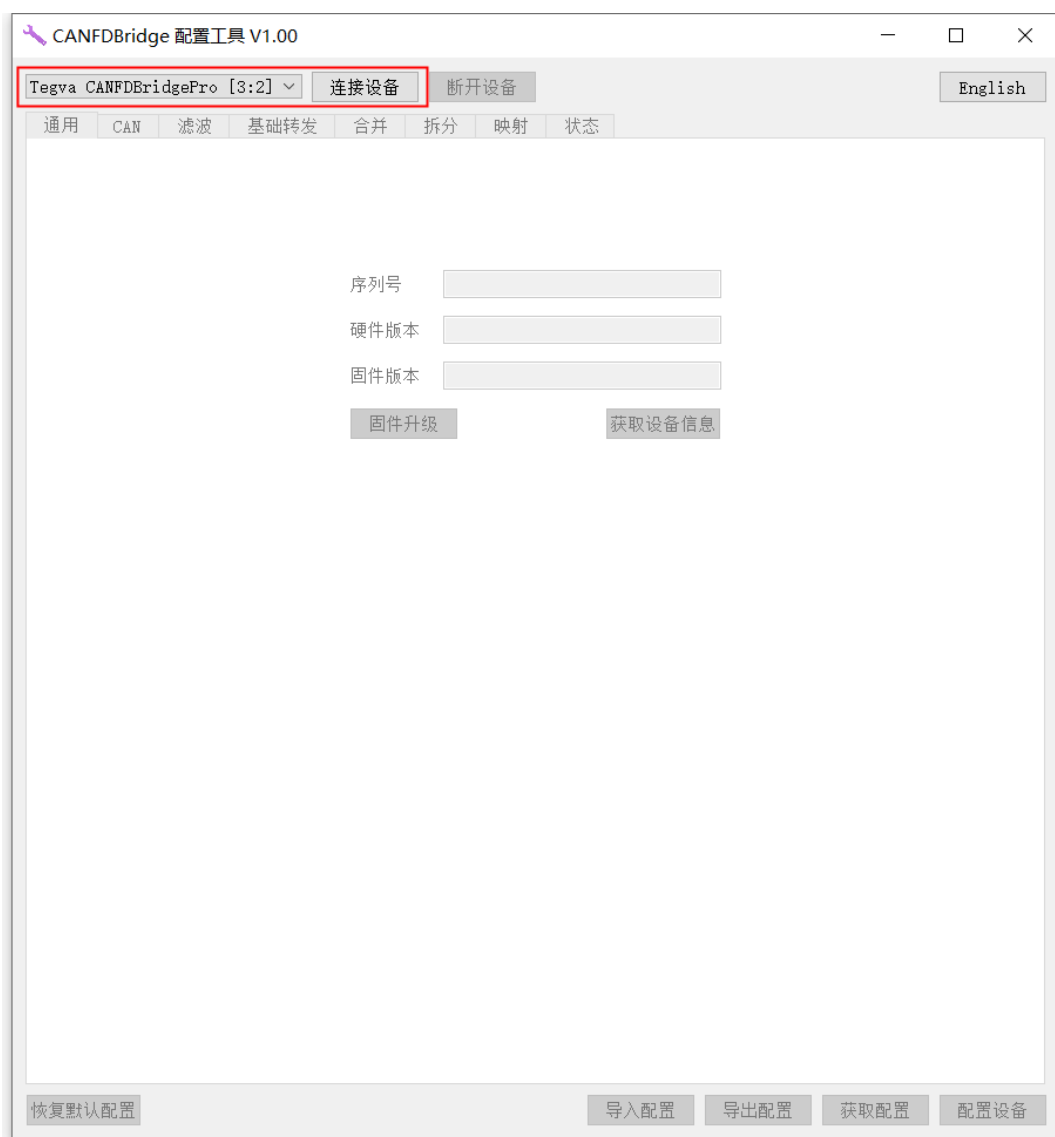 CANFDBridge 配置工具 V1.00
Tegva CANFDBridgePro [3:2] 连接设备 断开设备 English
通用 CAN 滤波 基础转发 合并 拆分 映射 状态
序列号
硬件版本
固件版本
固件升级 获取设备信息
恢复默认配置 导入配置 导出配置 获取配置 配置设备